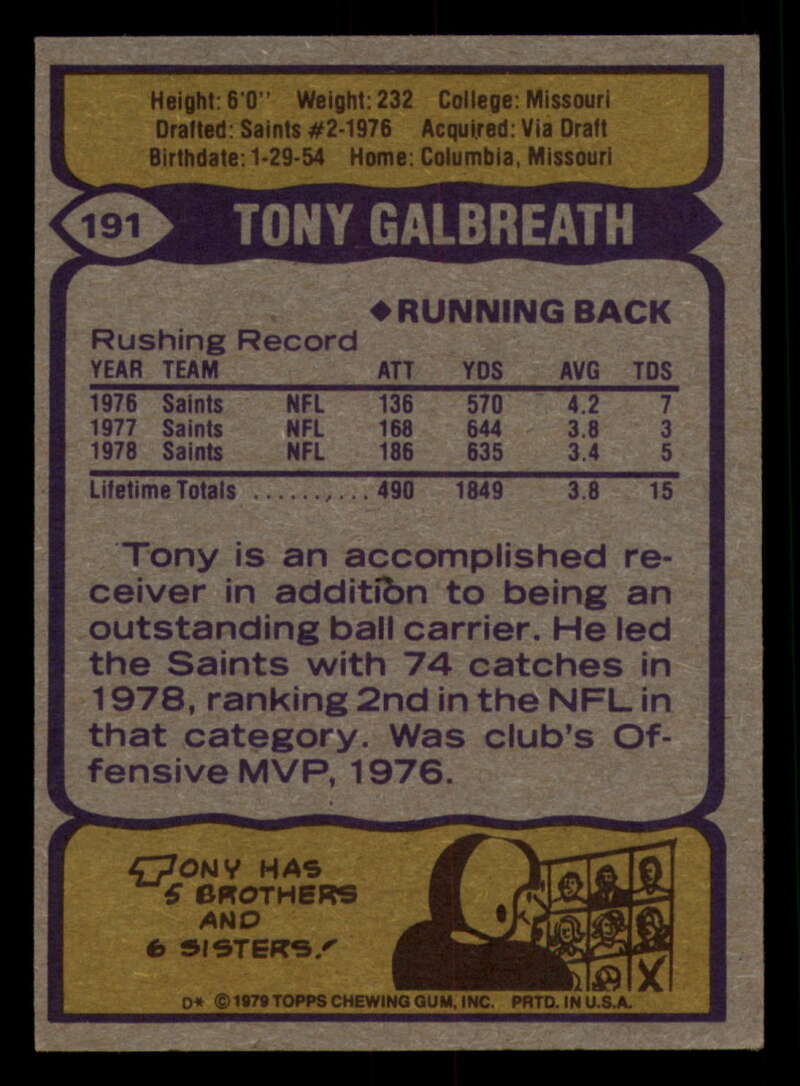 Height: 6'0" Weight: 232 College: Missouri
Drafted: Saints #2-1976 Acquired: Via Draft
Birthdate: 1-29-54 Home: Columbia, Missouri
191 TONY GALBREATH
◆RUNNING BACK
Rushing Record
YEAR TEAM ATT YDS AVG TDS
1976 Saints NFL 136 570 4.2 7
1977 Saints NFL 168 644 3.8 3
1978 Saints NFL 186 635 3.4 5
Lifetime Totals .......... 490 1849 3.8 15
Tony is an accomplished re-
ceiver in addition to being an
outstanding ball carrier. He led
the Saints with 74 catches in
1978, ranking 2nd in the NFL in
that category. Was club's Of-
fensive MVP, 1976.
TONY HAS
5 BROTHERS
AND
6 SISTERS!
X
D* ©1979 TOPPS CHEWING GUM, INC. PRTD. IN U.S.A.